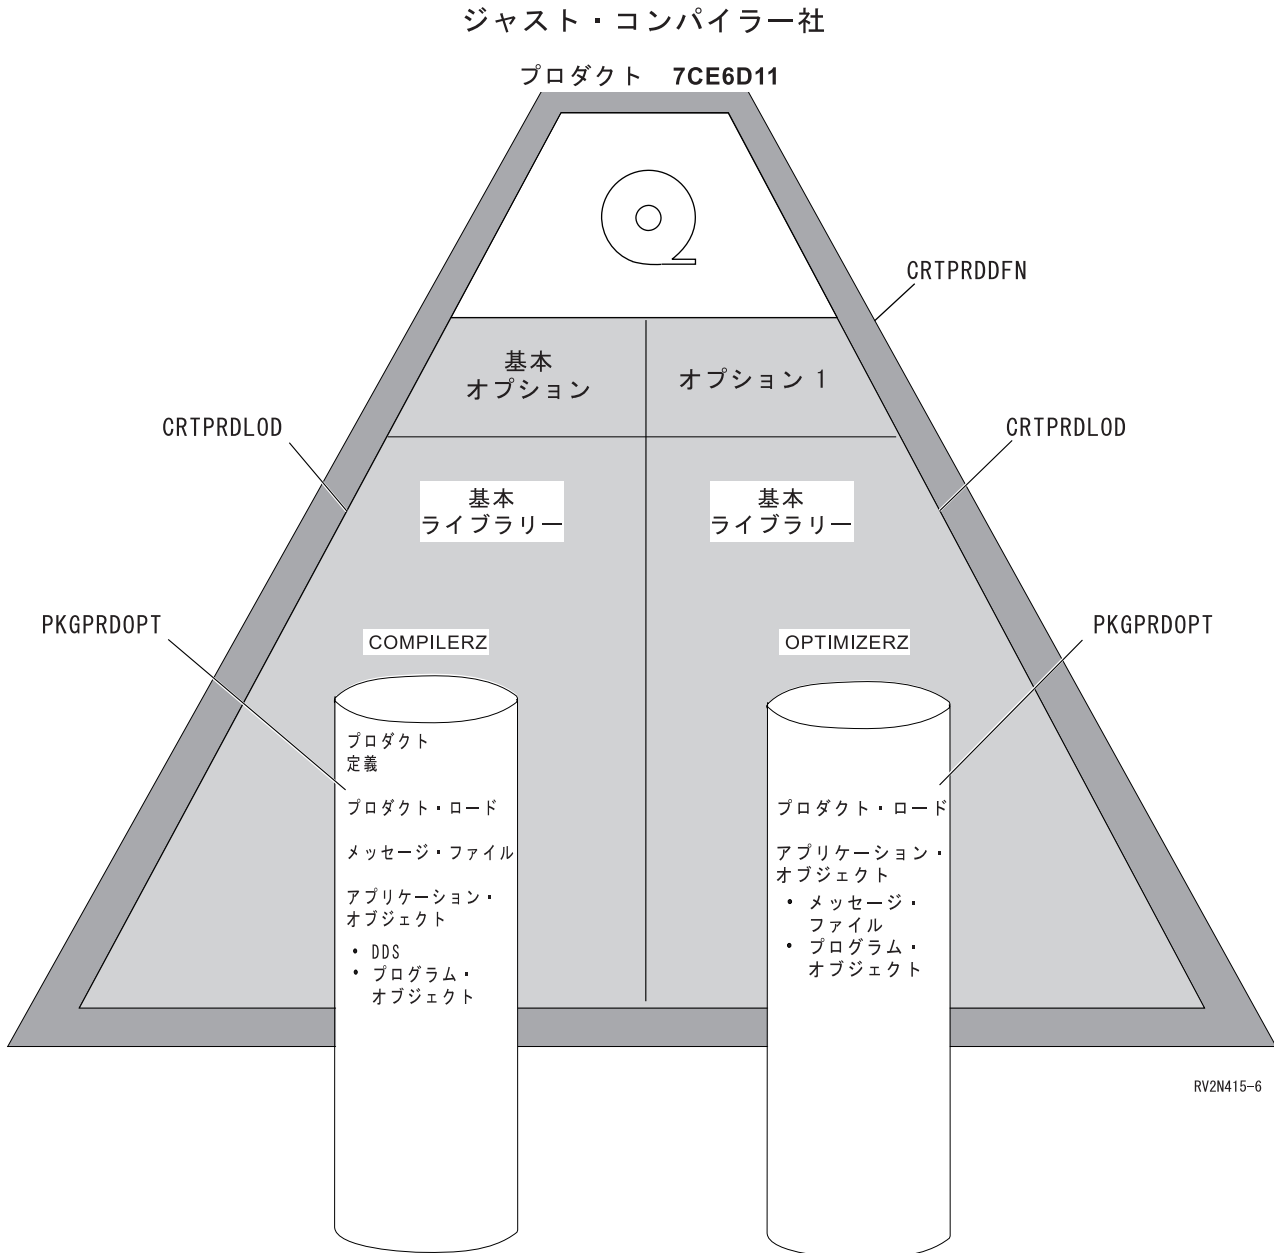 ジャスト・コンパイラー社
プロダクト 7CE6D11
CRTPRDDFN
基本
オプション
オプション 1
CRTPRDLOD
CRTPRDLOD
基本
ライブラリー
基本
ライブラリー
PKGPRDOPT
PKGPRDOPT
COMPILERZ
OPTIMIZERZ
プロダクト
定義
プロダクト・ロード
メッセージ・ファイル
アプリケーション・
オブジェクト
• DDS
• プログラム・
オブジェクト
プロダクト・ロード
アプリケーション・
オブジェクト
• メッセージ・
ファイル
• プログラム・
オブジェクト
RV2N415-6